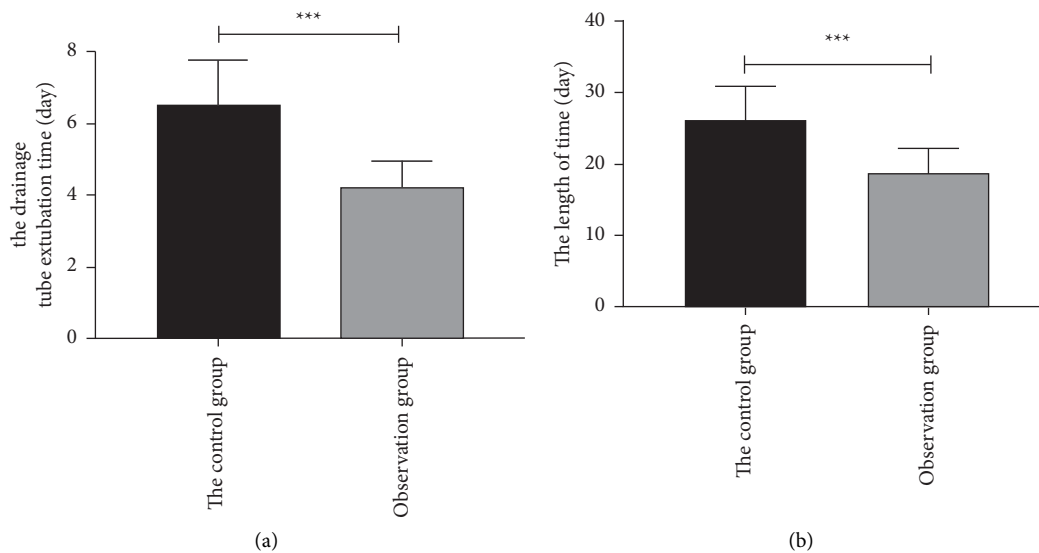 ***
8
6
4
2
0
the drainage
tube extubation time (day)
The control group
Observation group
(a)
***
40
30
20
10
0
The length of time (day)
The control group
Observation group
(b)